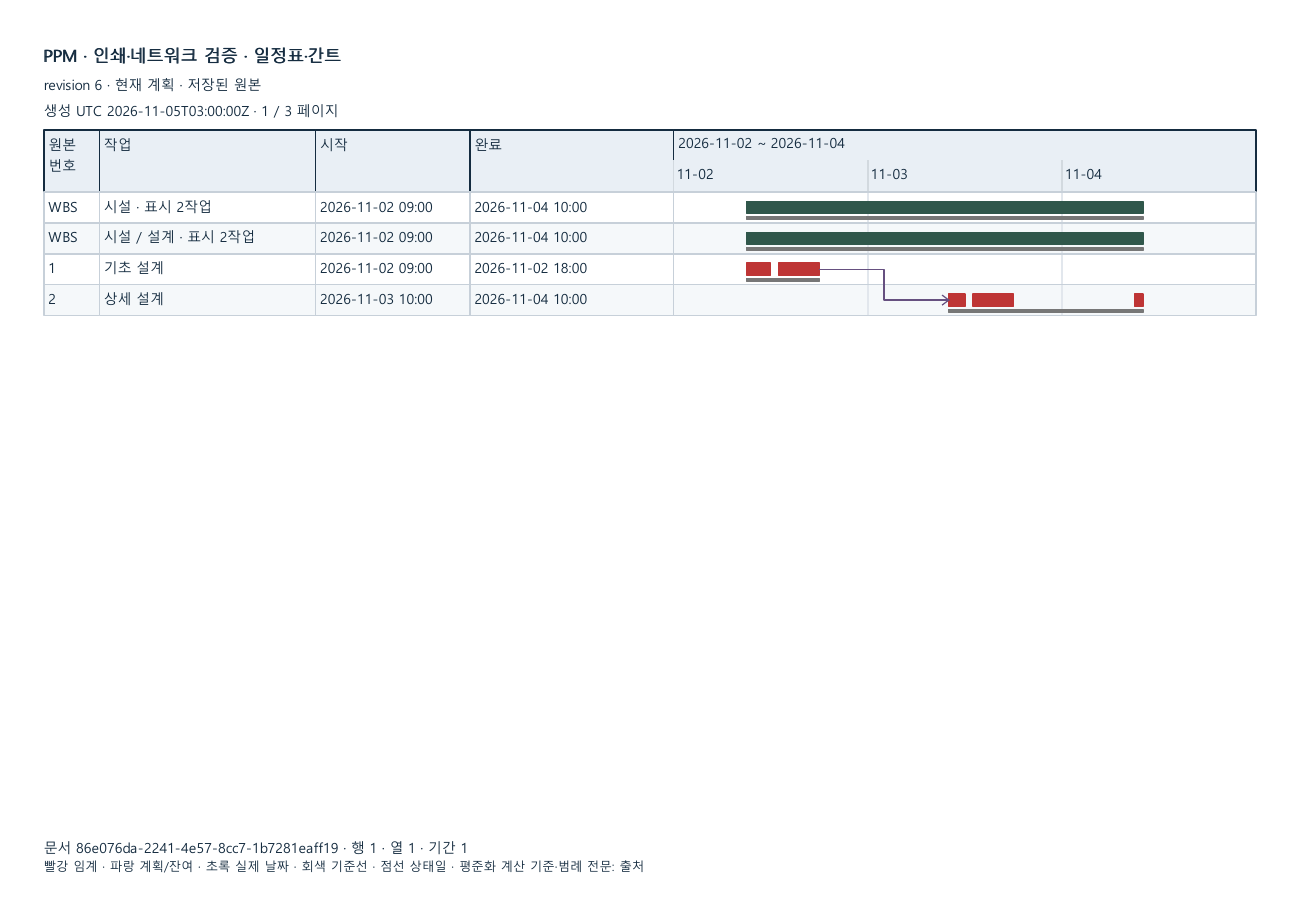 PPM · 인쇄·네트워크 검증 · 일정표·간트
revision 6 · 현재 계획 · 저장된 원본
생성 UTC 2026-11-05T03:00:00Z · 1 / 3 페이지
원본 번호 작업 시작 완료 2026-11-02 ~ 2026-11-04
11-02 11-03 11-04
WBS 시설 · 표시 2작업 2026-11-02 09:00 2026-11-04 10:00
WBS 시설 / 설계 · 표시 2작업 2026-11-02 09:00 2026-11-04 10:00
1 기초 설계 2026-11-02 09:00 2026-11-02 18:00
2 상세 설계 2026-11-03 10:00 2026-11-04 10:00
문서 86e076da-2241-4e57-8cc7-1b7281eaff19 · 행 1 · 열 1 · 기간 1
빨강 임계 · 파랑 계획/잔여 · 초록 실제 날짜 · 회색 기준선 · 점선 상태일 · 평준화 계산 기준·범례 전문: 출처